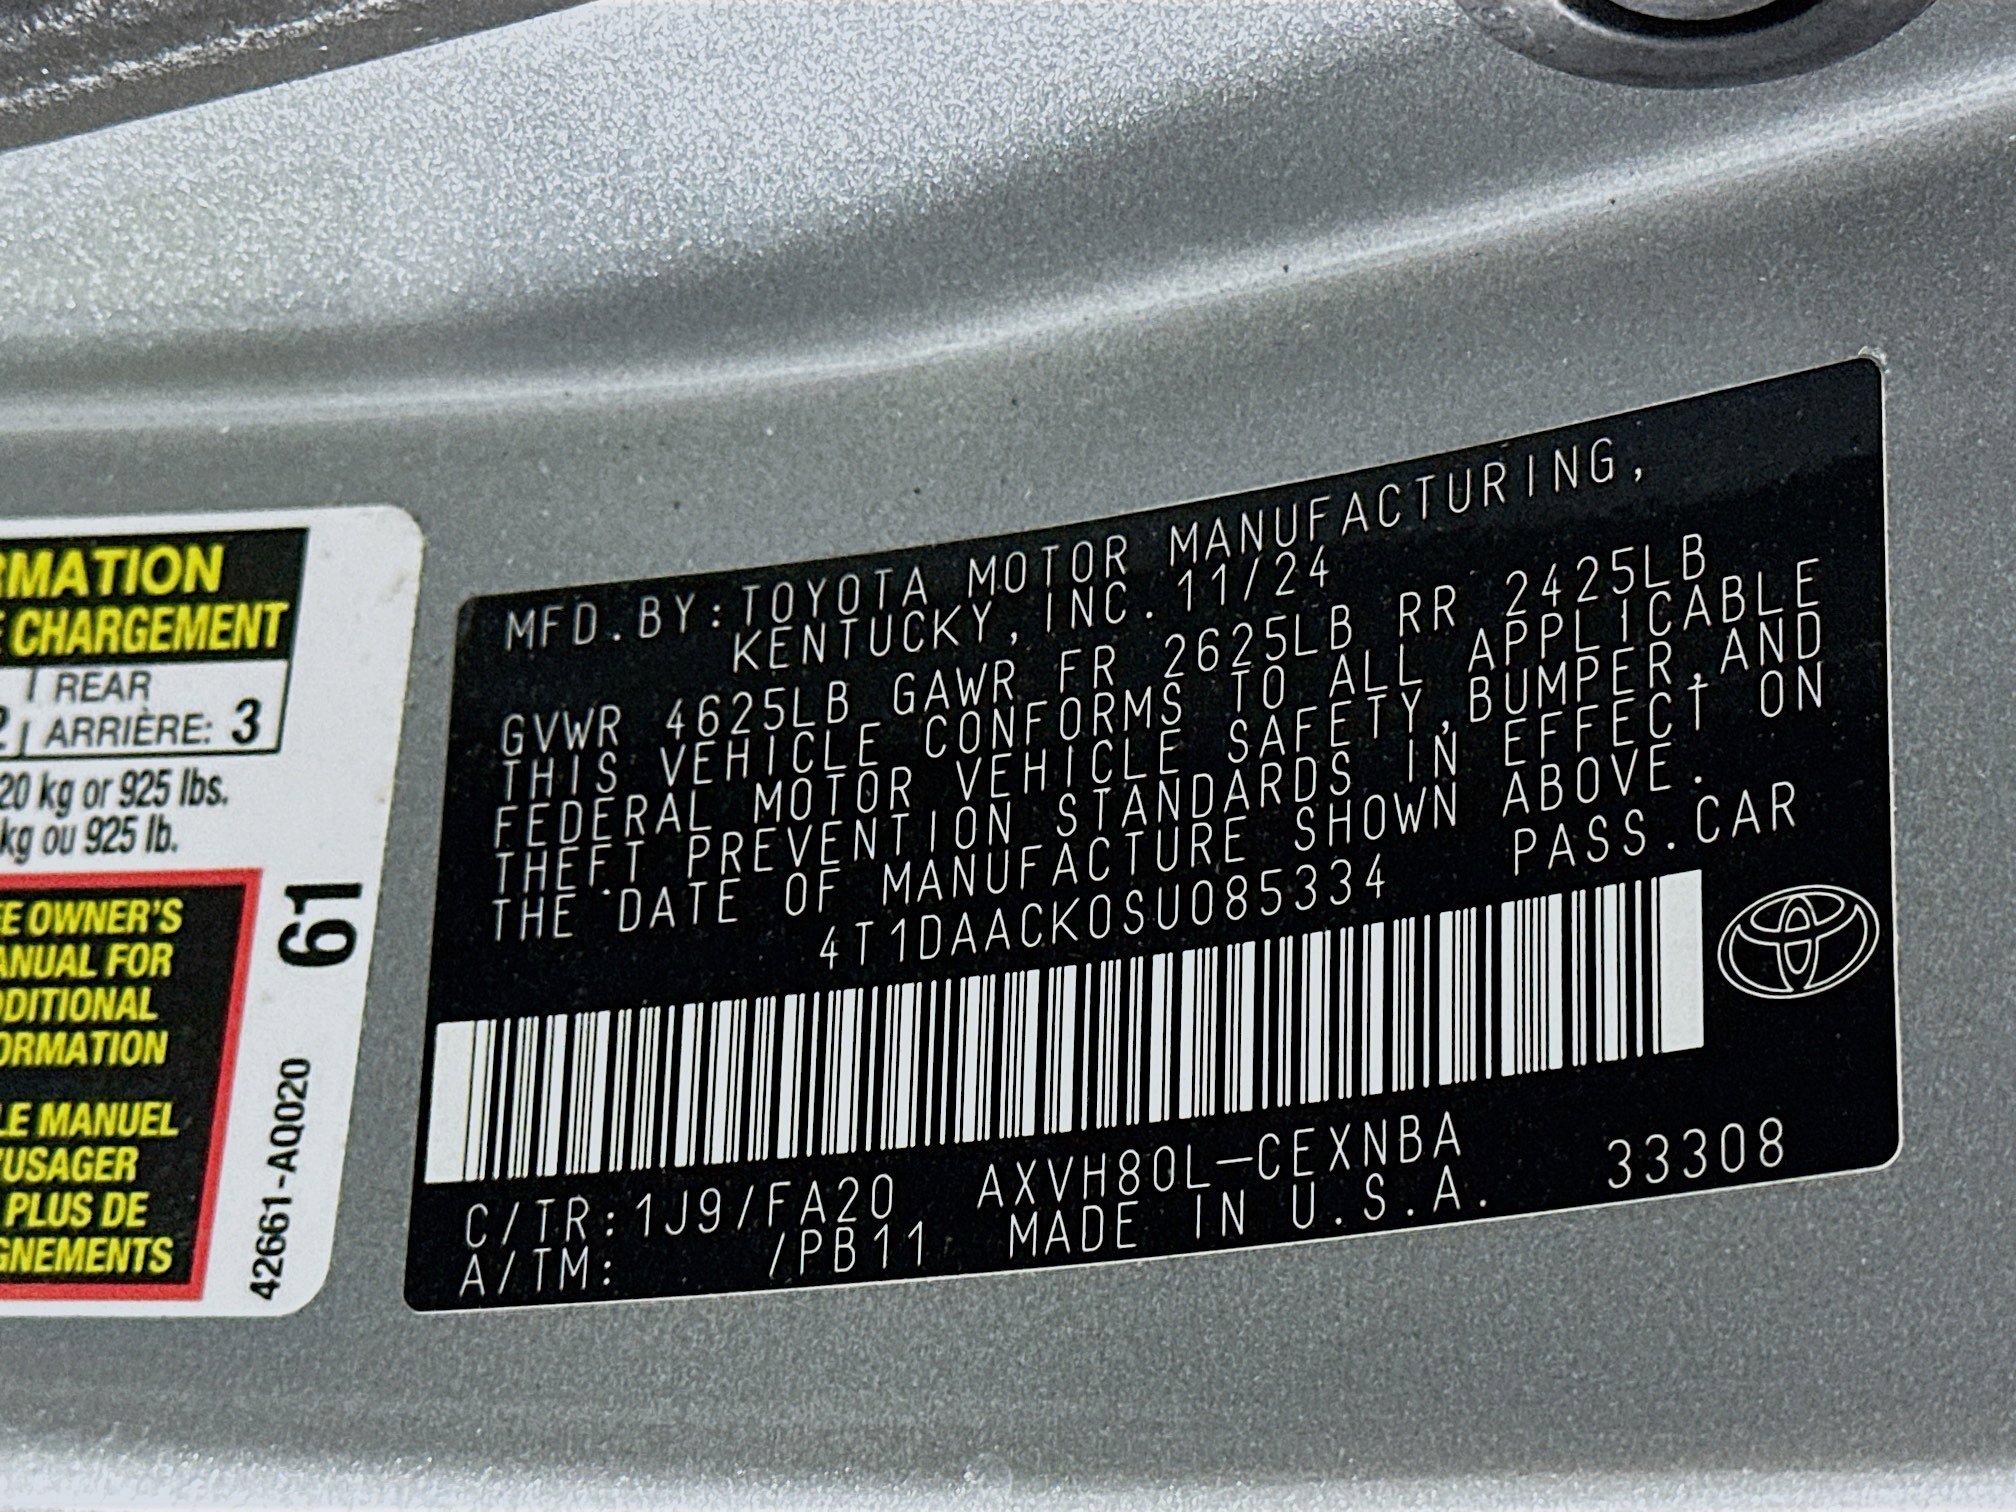 RMATION
E CHARGEMENT
REAR
ARRIÈRE: 3
20 kg or 925 lbs.
kg ou 925 lb.
EE OWNER'S
ANUAL FOR
DDITIONAL
ORMATION
LE MANUEL
'USAGER
PLUS DE
GNEMENTS
61
42661-AQ020
MFD.BY:TOYOTA MOTOR MANUFACTURING,
KENTUCKY,INC.11/24
GVWR 4625LB GAWR FR 2625LB RR 2425LB
THIS VEHICLE CONFORMS TO ALL APPLICABLE
FEDERAL MOTOR VEHICLE SAFETY,BUMPER,AND
THEFT PREVENTION STANDARDS IN EFFECT ON
THE DATE OF MANUFACTURE SHOWN ABOVE.
4T1DAACK0SU085334 PASS.CAR
C/TR:1J9/FA20 AXVH80L-CEXNBA 33308
A/TM: /PB11 MADE IN U.S.A.